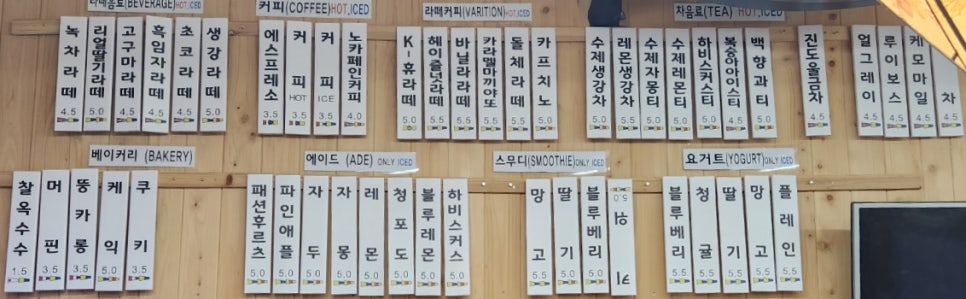 라떼음료(BEVERAGE)HOT,ICED
녹차라떼 4.5
리얼딸기라떼 5.0
고구마라떼 4.5
흑임자라떼 4.5
초코라떼 4.5
생강라떼 5.0
커피(COFFEE)HOT,ICED
에스프레소 3.5
커피 HOT 3.5
커피 ICE 3.5
노카페인커피 4.0
라떼커피(VARITION)HOT,ICED
K-휴라떼 5.0
헤이즐넛라떼 5.5
바닐라라떼 5.5
카라멜마끼야또 5.5
돌체라떼 5.5
카프치노 5.0
차음료(TEA) HOT,ICED
수제생강차 5.0
레몬생강차 5.0
수제자몽티 5.0
수제레몬티 5.0
하비스커스티 5.0
복숭아아이스티 4.5
백향과티 5.0
진도울금차 4.5
얼그레이 4.5
루이보스 4.5
케모마일 4.5
차 4.5
베이커리 (BAKERY)
찰옥수수 1.5
머핀 3.5
뚱카롱 3.5
케익 5.0
쿠키 3.5
에이드 (ADE) ONLY ICED
패션후르츠 5.0
파인애플 5.0
자두 5.0
자몽 5.0
레몬 5.0
청포도 5.0
블루레몬 5.0
하비스커스 5.0
스무디(SMOOTHIE)ONLY ICED
망고 5.5
딸기 5.5
블루베리 5.5
키위 5.0
요거트(YOGURT)ONLY ICED
블루베리 5.5
청귤 5.5
딸기 5.5
망고 5.5
플레인 5.5